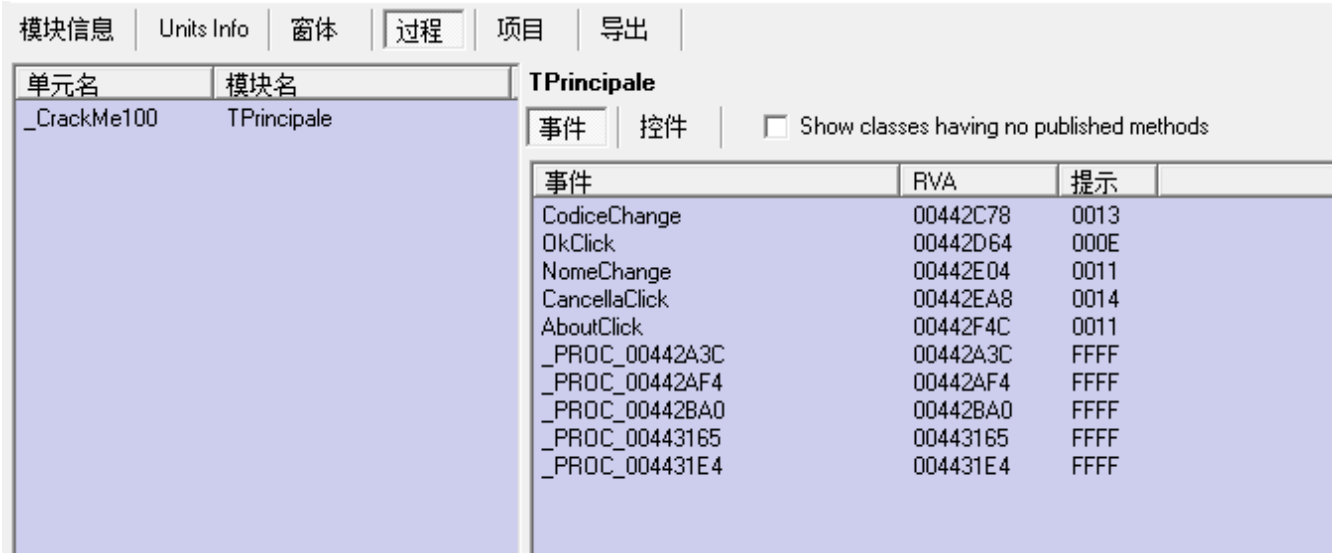 模块信息 Units Info 窗体 过程 项目 导出
单元名 模块名
_CrackMe100 TPrincipale
TPrincipale
事件 控件 Show classes having no published methods
事件 RVA 提示
CodiceChange 00442C78 0013
OkClick 00442D64 000E
NomeChange 00442E04 0011
CancellaClick 00442EA8 0014
AboutClick 00442F4C 0011
_PROC_00442A3C 00442A3C FFFF
_PROC_00442AF4 00442AF4 FFFF
_PROC_00442BA0 00442BA0 FFFF
_PROC_00443165 00443165 FFFF
_PROC_004431E4 004431E4 FFFF